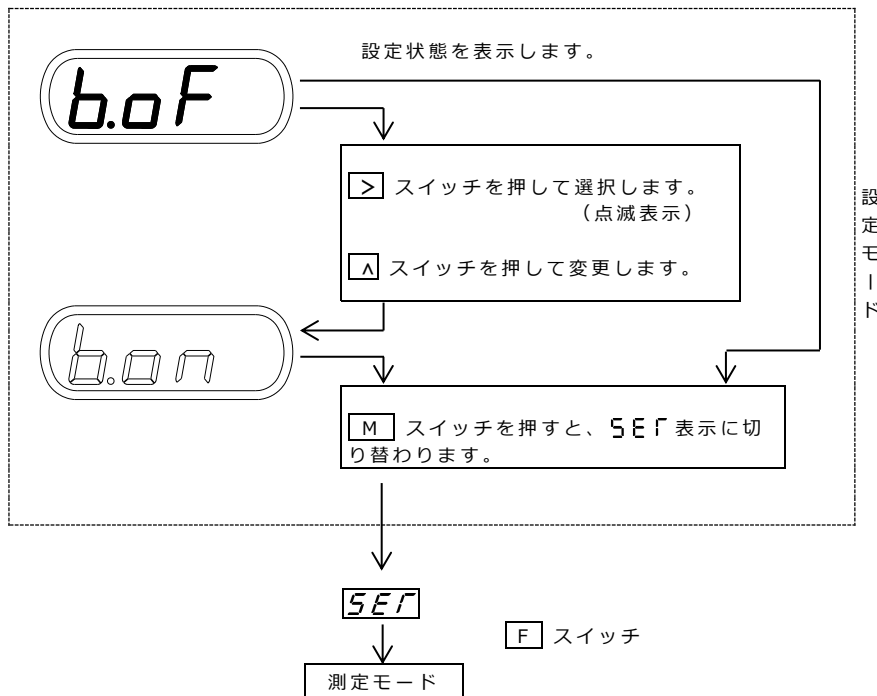 設定状態を表示します。
b.oF
> スイッチを押して選択します。
(点滅表示)
∧ スイッチを押して変更します。
設定モード
b.on
M スイッチを押すと、SEΓ表示に切
り替わります。
SEΓ
F スイッチ
測定モード